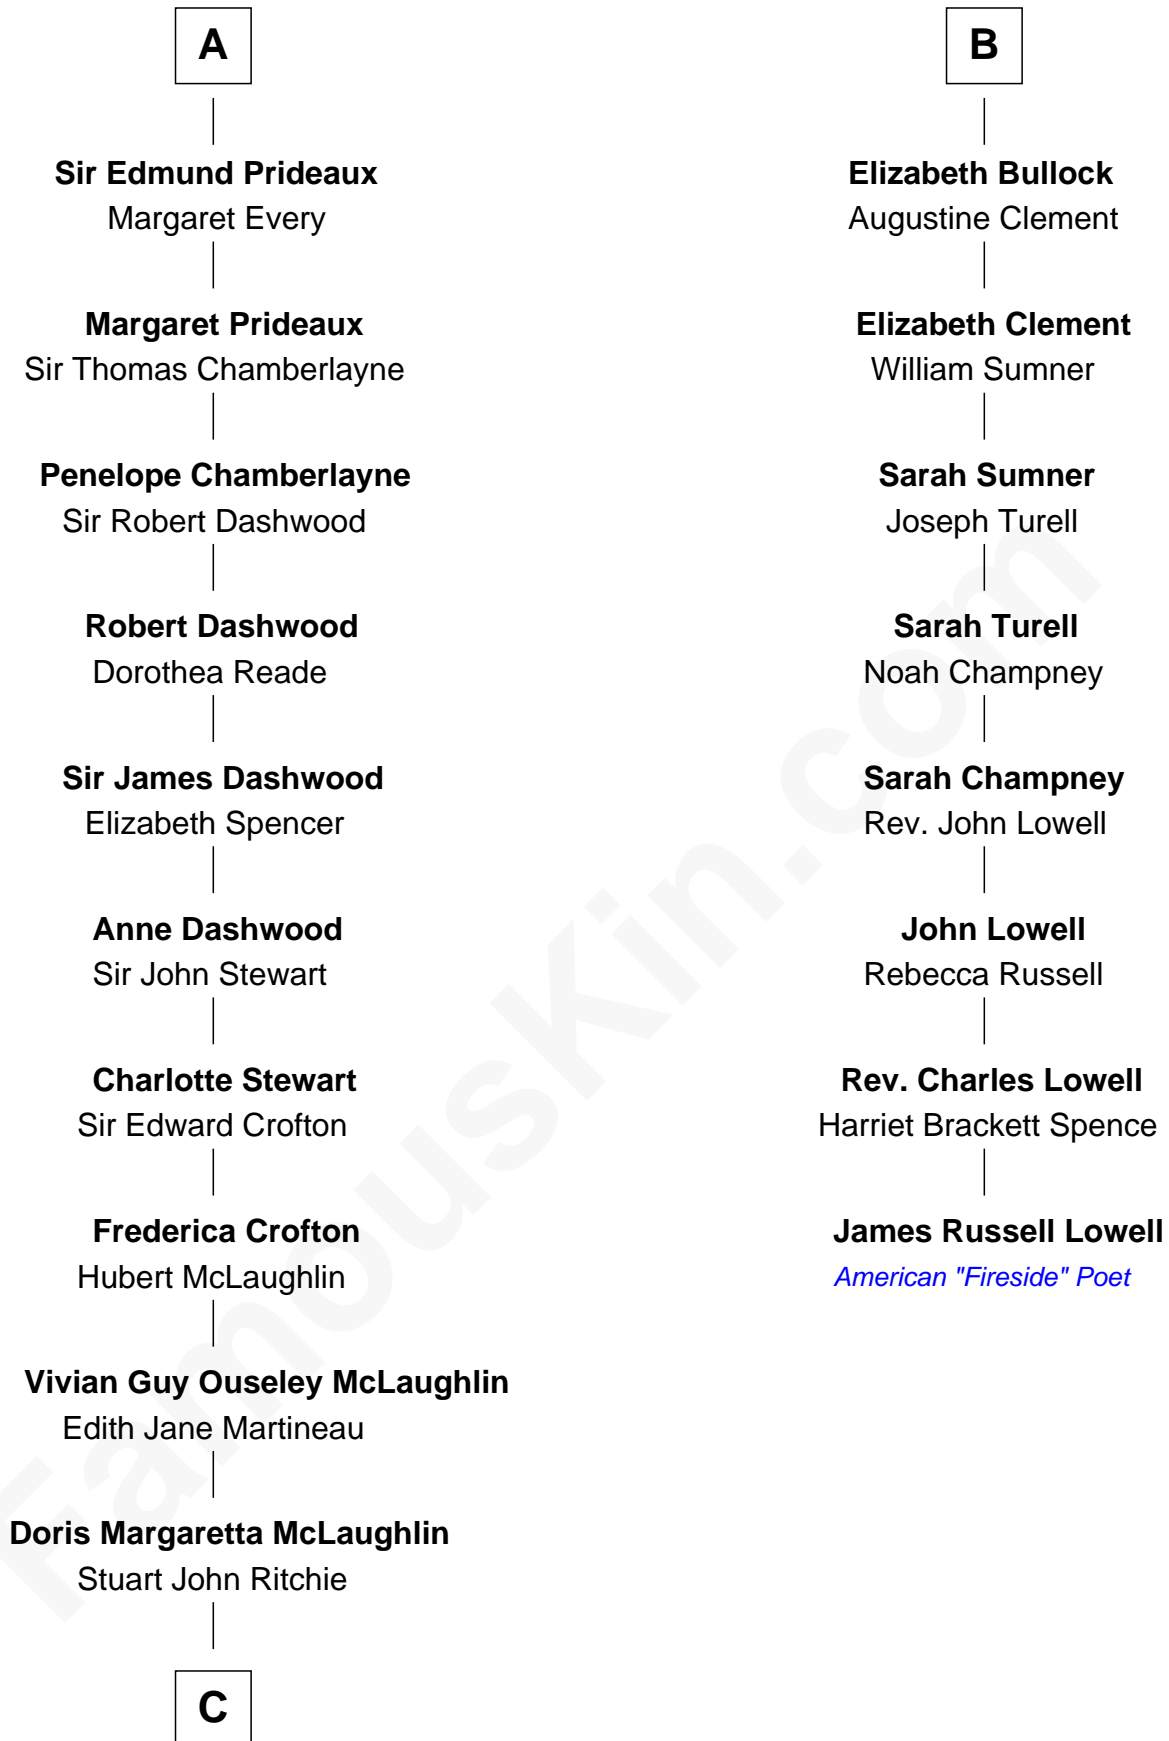 A
Sir Edmund Prideaux
Margaret Every
Margaret Prideaux
Sir Thomas Chamberlayne
Penelope Chamberlayne
Sir Robert Dashwood
Robert Dashwood
Dorothea Reade
Sir James Dashwood
Elizabeth Spencer
Anne Dashwood
Sir John Stewart
Charlotte Stewart
Sir Edward Crofton
Frederica Crofton
Hubert McLaughlin
Vivian Guy Ouseley McLaughlin
Edith Jane Martineau
Doris Margaretta McLaughlin
Stuart John Ritchie
C
B
Elizabeth Bullock
Augustine Clement
Elizabeth Clement
William Sumner
Sarah Sumner
Joseph Turell
Sarah Turell
Noah Champney
Sarah Champney
Rev. John Lowell
John Lowell
Rebecca Russell
Rev. Charles Lowell
Harriet Brackett Spence
James Russell Lowell
American "Fireside" Poet
FamousKin.com